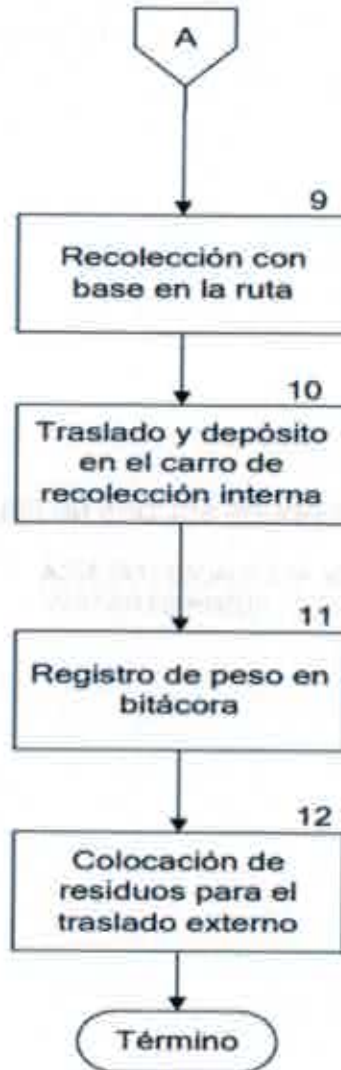 A
9
Recolección con
base en la ruta
10
Traslado y depósito
en el carro de
recolección interna
11
Registro de peso en
bitácora
12
Colocación de
residuos para el
traslado externo
Término